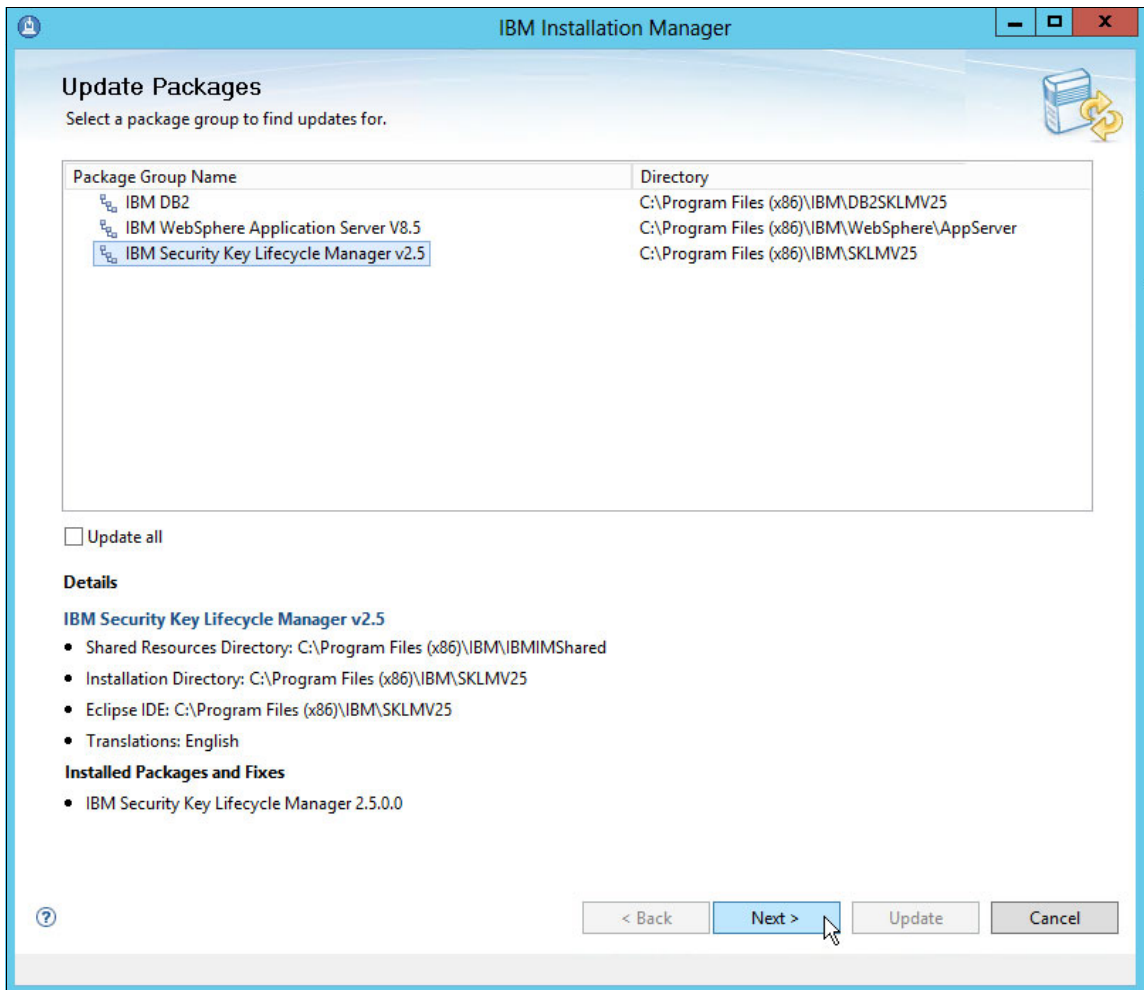 IBM Installation Manager
Update Packages
Select a package group to find updates for.
Package Group Name Directory
IBM DB2 C:\Program Files (x86)\IBM\DB2SKLMV25
IBM WebSphere Application Server V8.5 C:\Program Files (x86)\IBM\WebSphere\AppServer
IBM Security Key Lifecycle Manager v2.5 C:\Program Files (x86)\IBM\SKLMV25
Update all
Details
IBM Security Key Lifecycle Manager v2.5
• Shared Resources Directory: C:\Program Files (x86)\IBM\IBMIMShared
• Installation Directory: C:\Program Files (x86)\IBM\SKLMV25
• Eclipse IDE: C:\Program Files (x86)\IBM\SKLMV25
• Translations: English
Installed Packages and Fixes
• IBM Security Key Lifecycle Manager 2.5.0.0
? < Back Next > Update Cancel